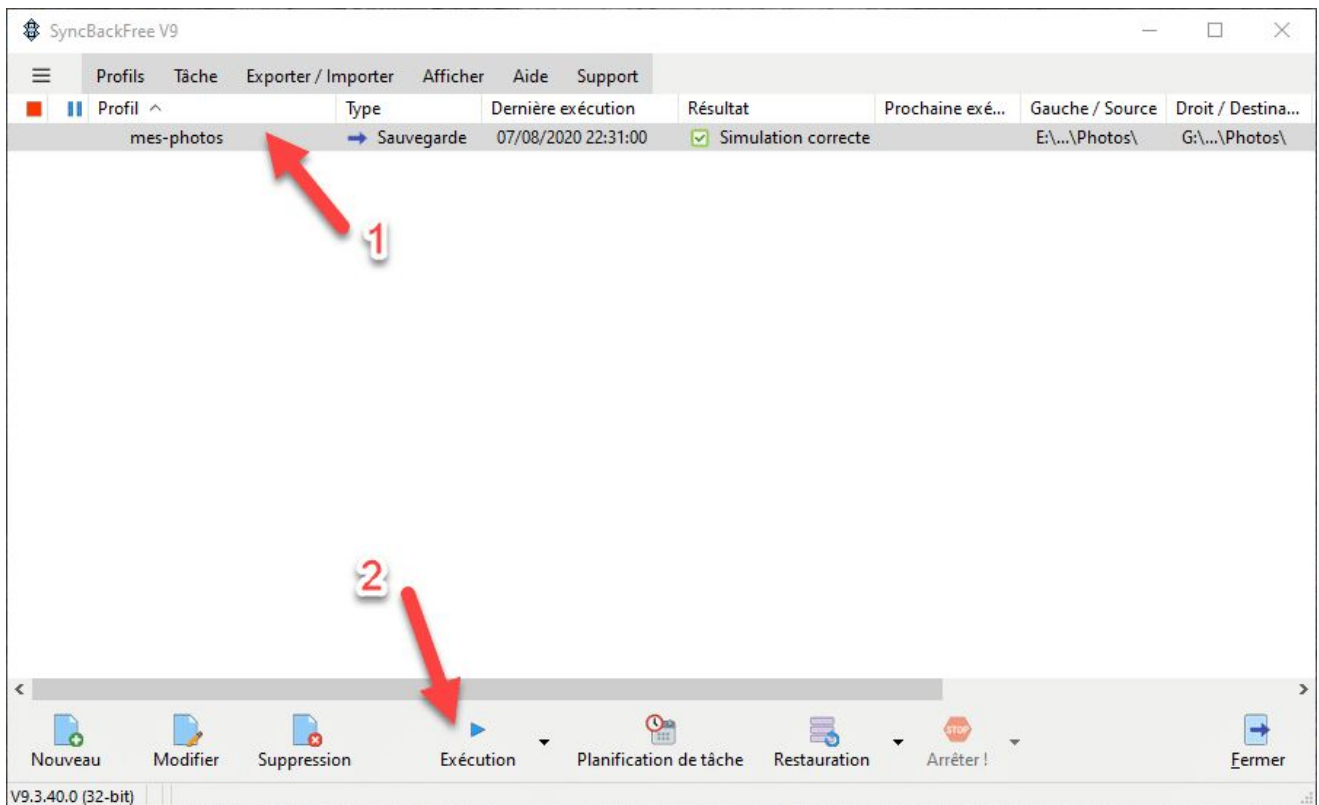 SyncBackFree V9
Profils Tâche Exporter / Importer Afficher Aide Support
Profil Type Dernière exécution Résultat Prochaine exé... Gauche / Source Droit / Destina...
mes-photos Sauvegarde 07/08/2020 22:31:00 Simulation correcte E:\...\Photos\ G:\...\Photos\
1
2
STOP
Nouveau Modifier Suppression Exécution Planification de tâche Restauration Arrêter ! Fermer
V9.3.40.0 (32-bit)